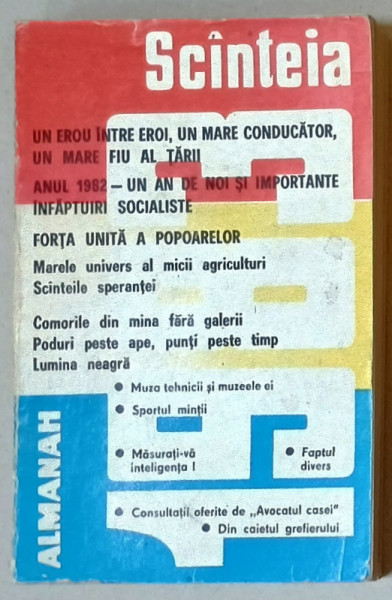 Scînteia
UN EROU ÎNTRE EROI, UN MARE CONDUCĂTOR,
UN MARE FIU AL ȚĂRII
ANUL 1982 – UN AN DE NOI ȘI IMPORTANTE
ÎNFĂPTUIRI SOCIALISTE
FORȚA UNITĂ A POPOARELOR
Marele univers al micii agriculturi
Scînteile speranței
Comorile din mina fără galerii
Poduri peste ape, punți peste timp
Lumina neagră
• Muza tehnicii și muzeele ei
• Sportul minții
• Măsurați-vă
inteligența !
• Faptul
divers
• Consultații oferite de „Avocatul casei"
• Din caietul grefierului
ALMANAH
1983